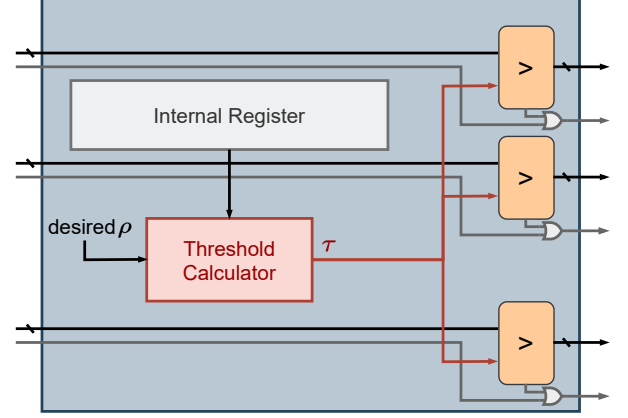 >
Internal Register
>
desired ρ
τ
Threshold
Calculator
>